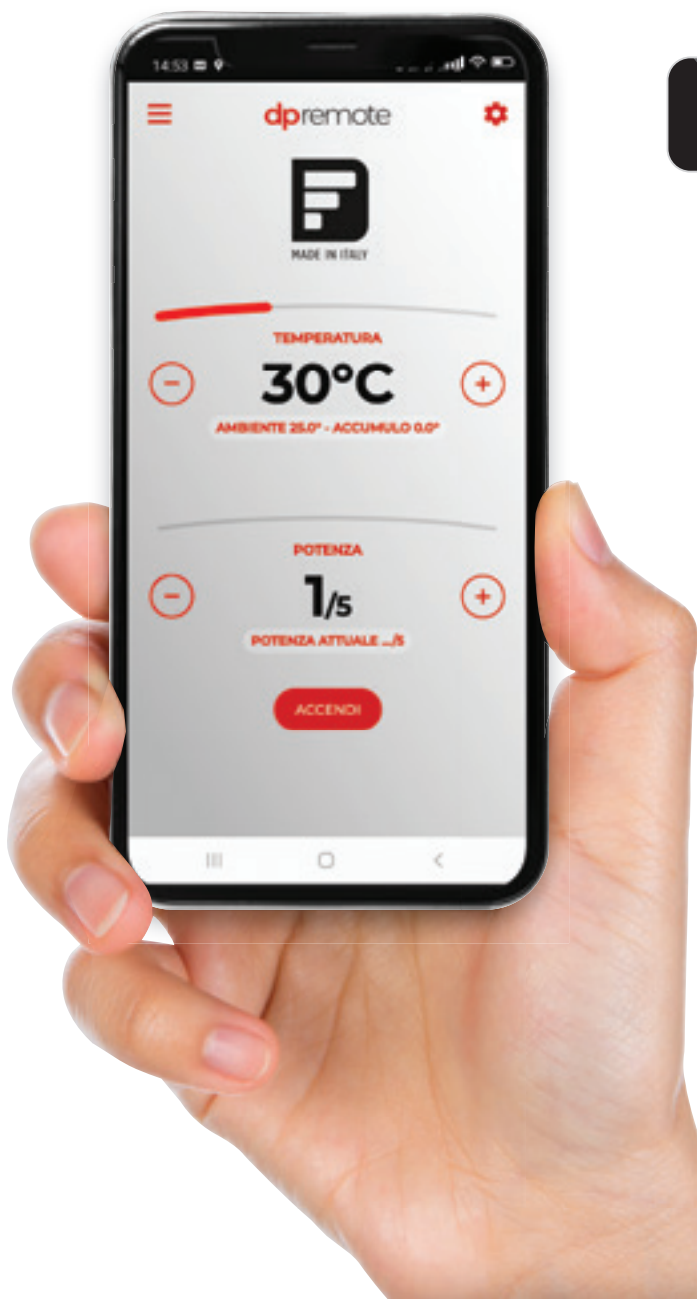 14:53
dpremote
MADE IN ITALY
TEMPERATURA
30°C
AMBIENTE 25.0° - ACCUMULO 0.0°
POTENZA
1/5
POTENZA ATTUALE .../5
ACCENDI